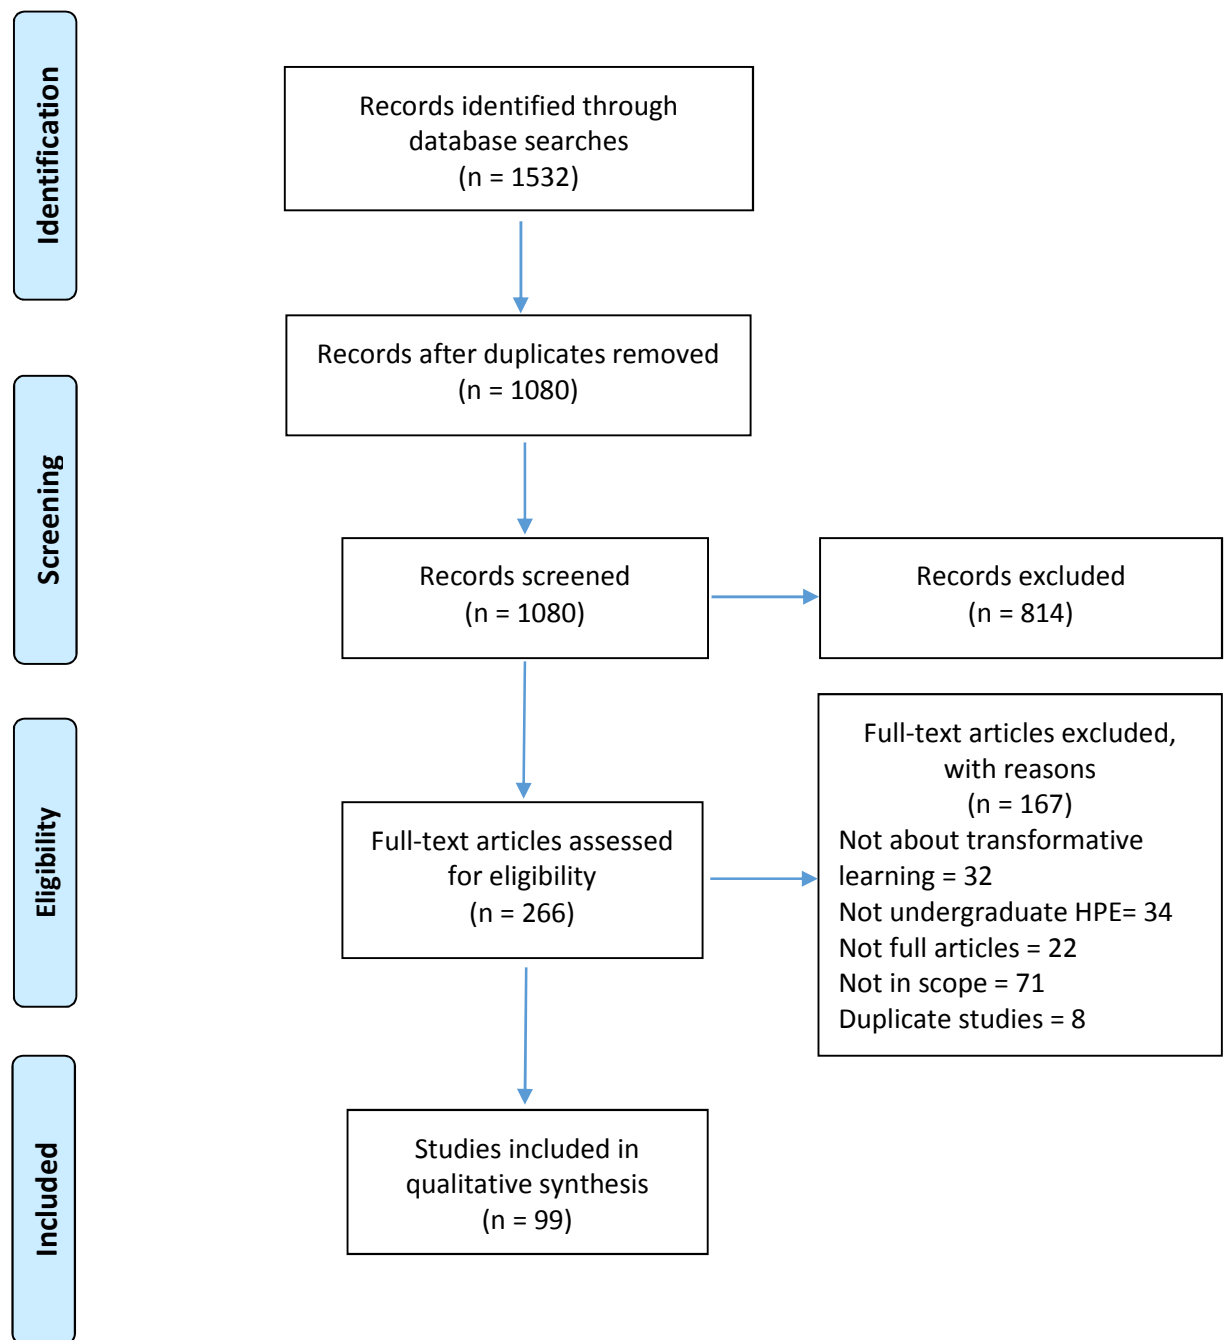 Identification
Records identified through
database searches
(n = 1532)
Records after duplicates removed
(n = 1080)
Screening
Records screened
(n = 1080)
Records excluded
(n = 814)
Eligibility
Full-text articles assessed
for eligibility
(n = 266)
Full-text articles excluded,
with reasons
(n = 167)
Not about transformative
learning = 32
Not undergraduate HPE= 34
Not full articles = 22
Not in scope = 71
Duplicate studies = 8
Included
Studies included in
qualitative synthesis
(n = 99)